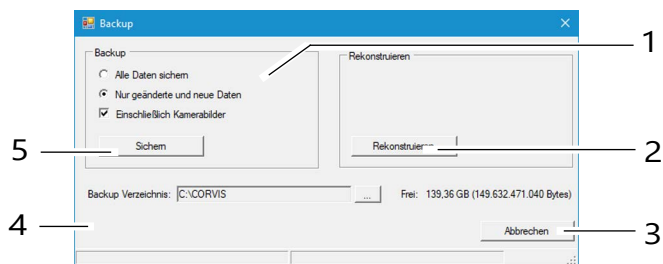 Backup
1
Backup
Rekonstruieren
Alle Daten sichern
Nur geänderte und neue Daten
Einschließlich Kamerabilder
5
Sichern
Rekonstruieren
2
Backup Verzeichnis: C:\CORVIS ... Frei: 139,36 GB (149.632.471.040 Bytes)
4
Abbrechen
3